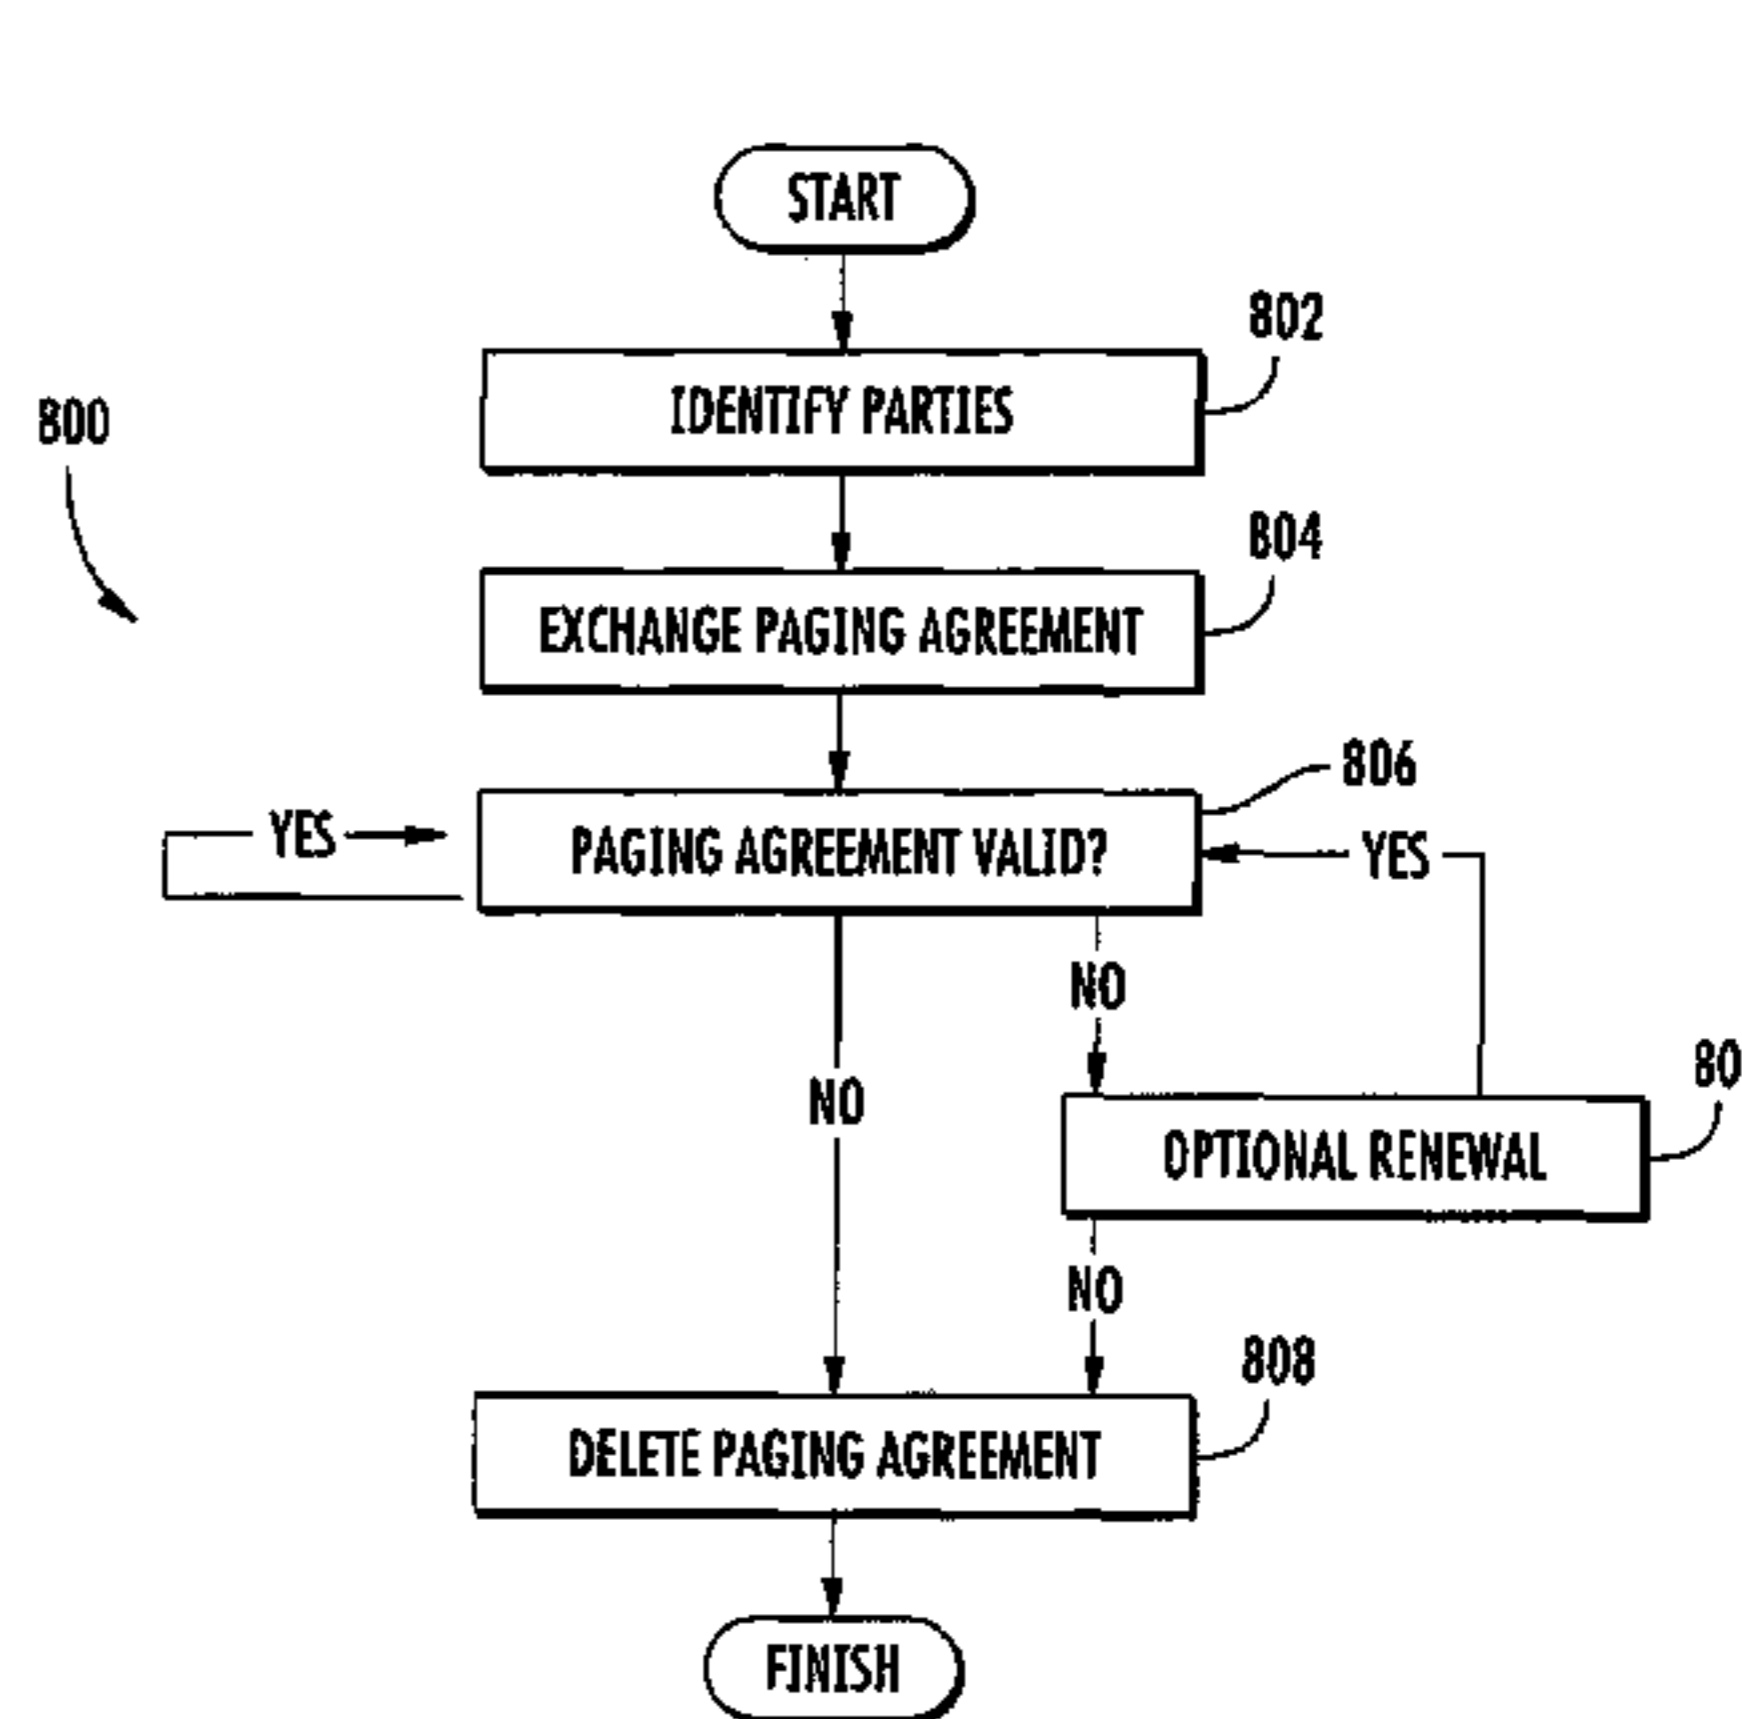 START
802
IDENTIFY PARTIES
800
804
EXCHANGE PAGING AGREEMENT
806
YES
PAGING AGREEMENT VALID?
YES
NO
80
NO
OPTIONAL RENEWAL
NO
808
DELETE PAGING AGREEMENT
FINISH